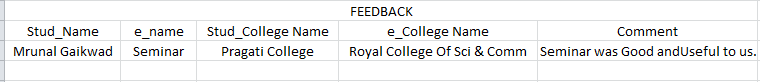 FEEDBACK
Stud_Name e_name Stud_College Name e_College Name Comment
Mrunal Gaikwad Seminar Pragati College Royal College Of Sci & Comm Seminar was Good andUseful to us.